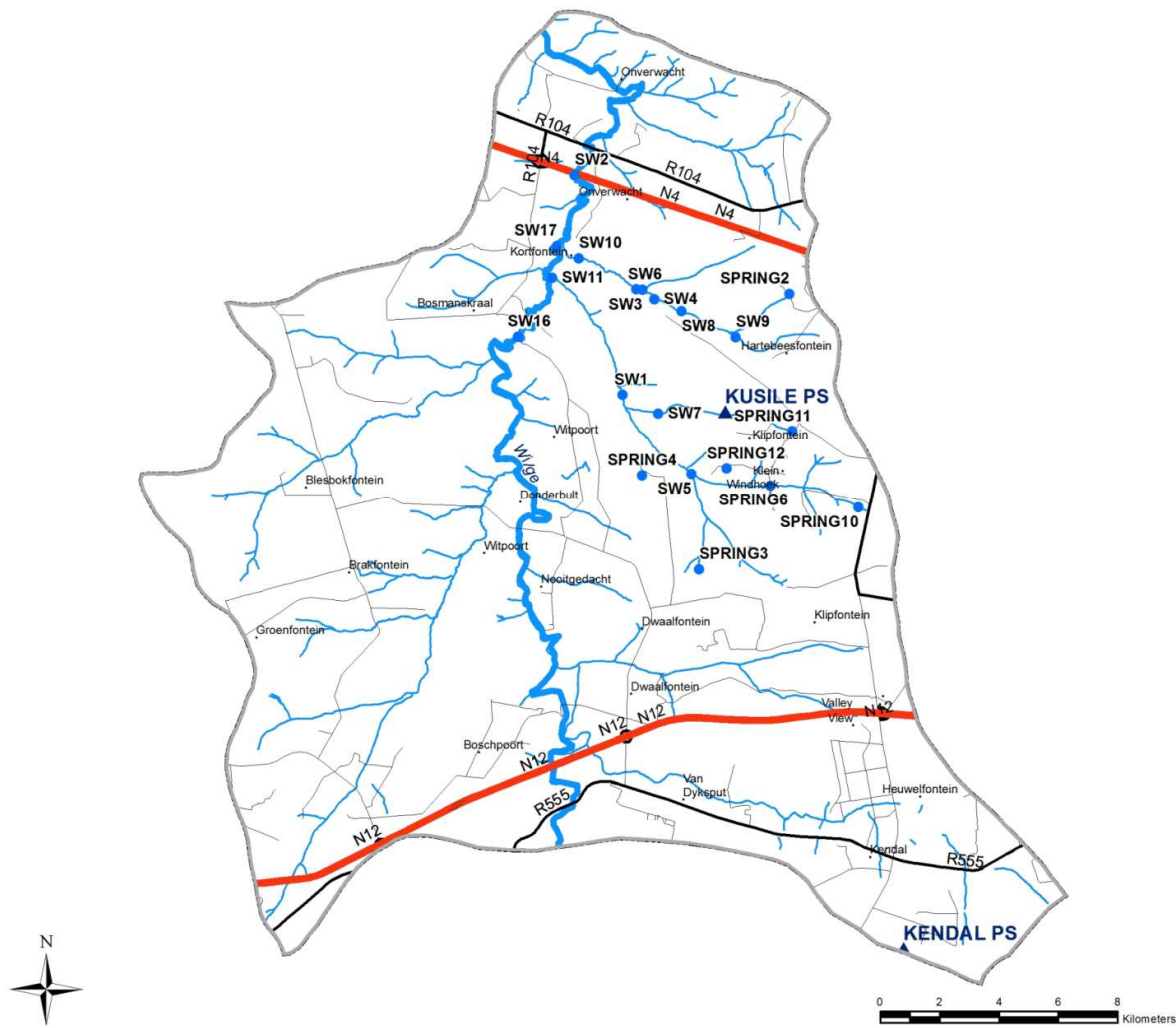 Onverwacht
R104
R104
N4
R104
SW2
Onverwacht
N4
N4
SW17
SW10
Kortfontein
SW11
SW6
SPRING2
SW3
SW4
Bosmanskraal
SW16
SW8
SW9
Hartebeesfontein
SW1
KUSILE PS
SW7
SPRING11
Klipfontein
Witpoort
Wilge
SPRING4
SPRING12
Klein
Windhoek
SW5
SPRING6
Blesbokfontein
Donderbult
SPRING10
Witpoort
SPRING3
Brakfontein
Nooitgedacht
Groenfontein
Dwaalfontein
Klipfontein
Dwaalfontein
Valley
View
N12
N12
N12
Boschpoort
N12
Van
Dyksput
Heuwelfontein
R555
N12
Kendal
R555
KENDAL PS
N
0 2 4 6 8
Kilometers